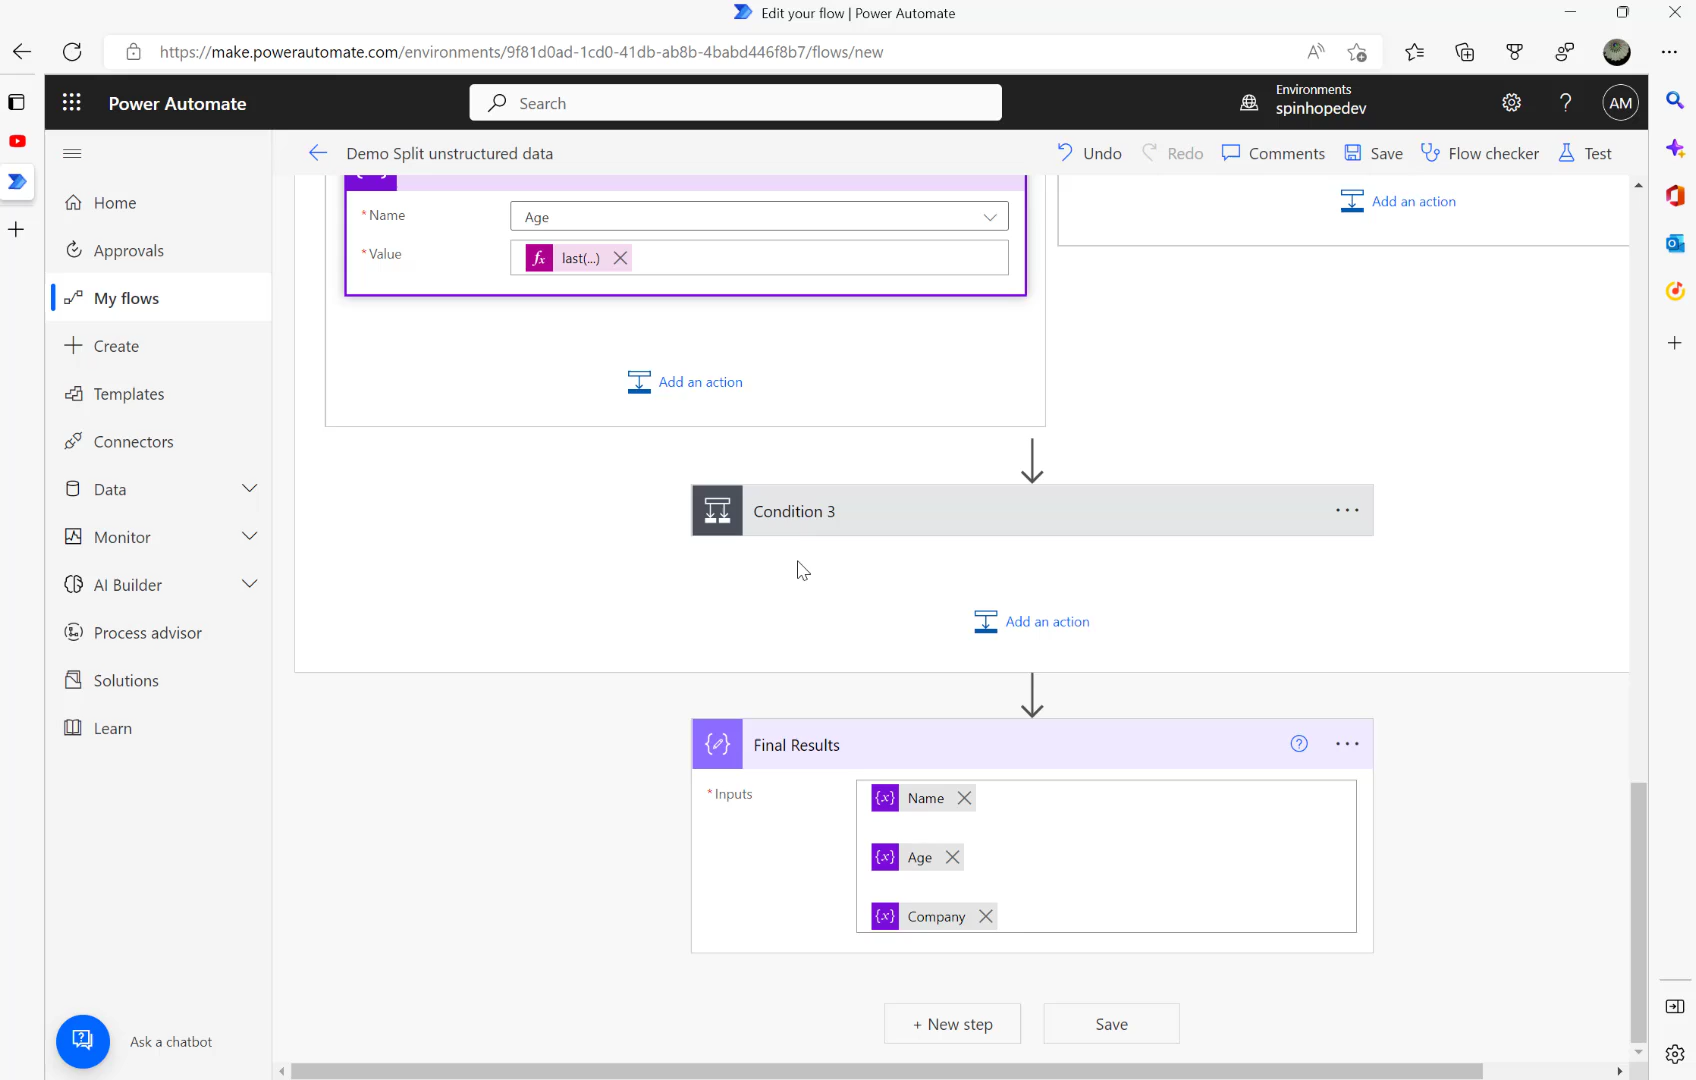 Edit your flow | Power Automate
https://make.powerautomate.com/environments/9f81d0ad-1cd0-41db-ab8b-4babd446f8b7/flows/new
Power Automate
Search
Environments
spinhopedev
AM
Demo Split unstructured data
Undo
Redo
Comments
Save
Flow checker
Test
Home
Approvals
My flows
Create
Templates
Connectors
Data
Monitor
AI Builder
Process advisor
Solutions
Learn
Ask a chatbot
* Name
Age
* Value
fx last(...)
Add an action
Add an action
Condition 3
Add an action
Final Results
* Inputs
{x} Name
{x} Age
{x} Company
+ New step
Save